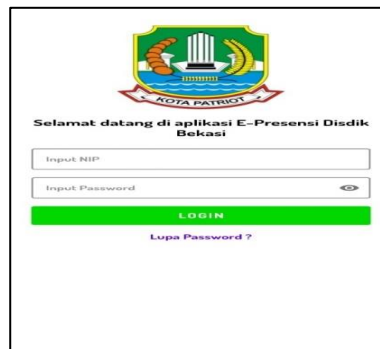 KOTA PATRIOT
Selamat datang di aplikasi E-Presensi Disdik
Bekasi
Input NIP
Input Password
LOGIN
Lupa Password ?